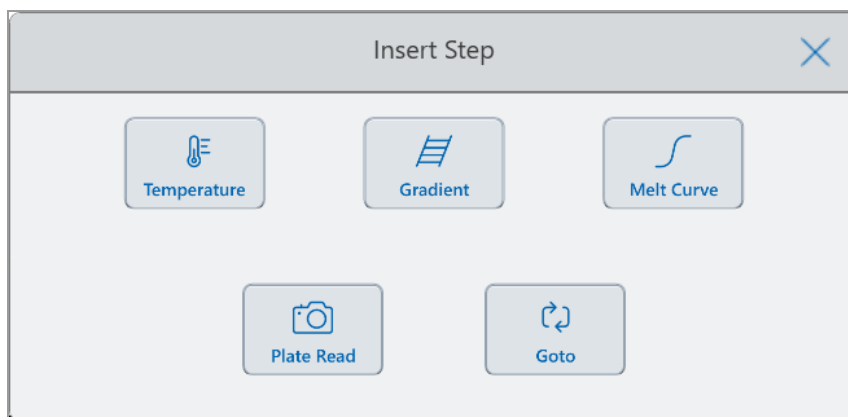 Insert Step
Temperature
Gradient
Melt Curve
Plate Read
Goto